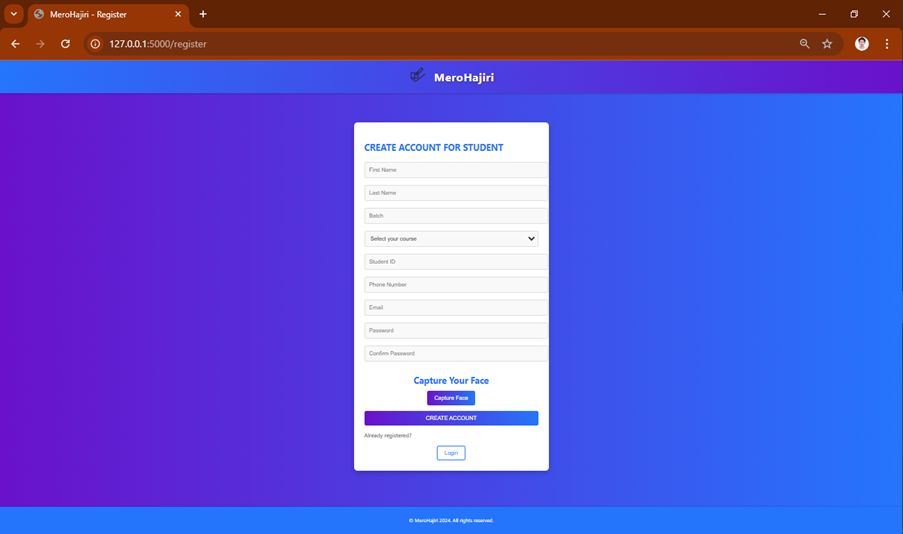 MeroHajiri - Register
127.0.0.1:5000/register
MeroHajiri
CREATE ACCOUNT FOR STUDENT
First Name
Last Name
Batch
Select your course
Student ID
Phone Number
Email
Password
Confirm Password
Capture Your Face
Capture Face
CREATE ACCOUNT
Already registered?
Login
© MeroHajiri 2024. All rights reserved.